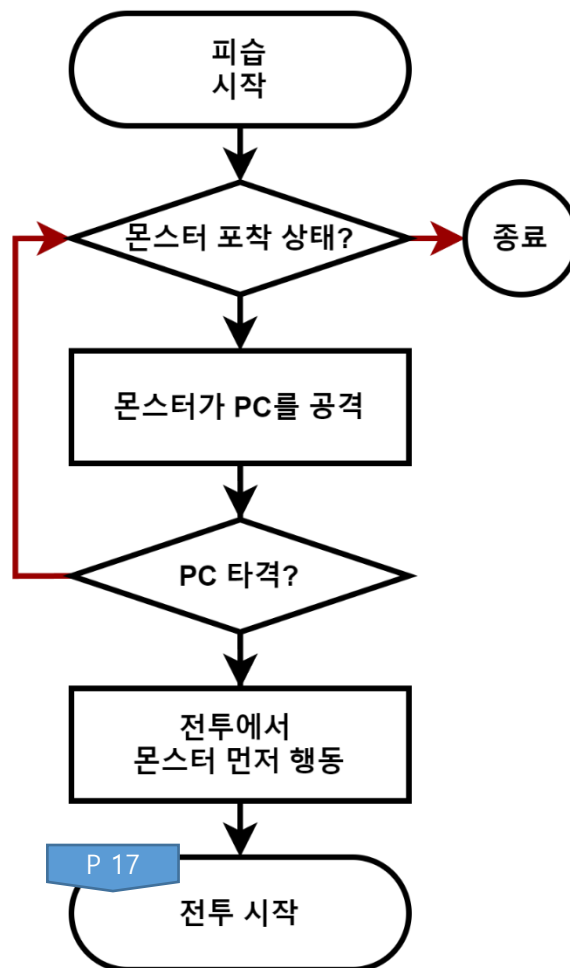 피습
시작
몬스터 포착 상태?
종료
몬스터가 PC를 공격
PC 타격?
전투에서
몬스터 먼저 행동
P 17
전투 시작